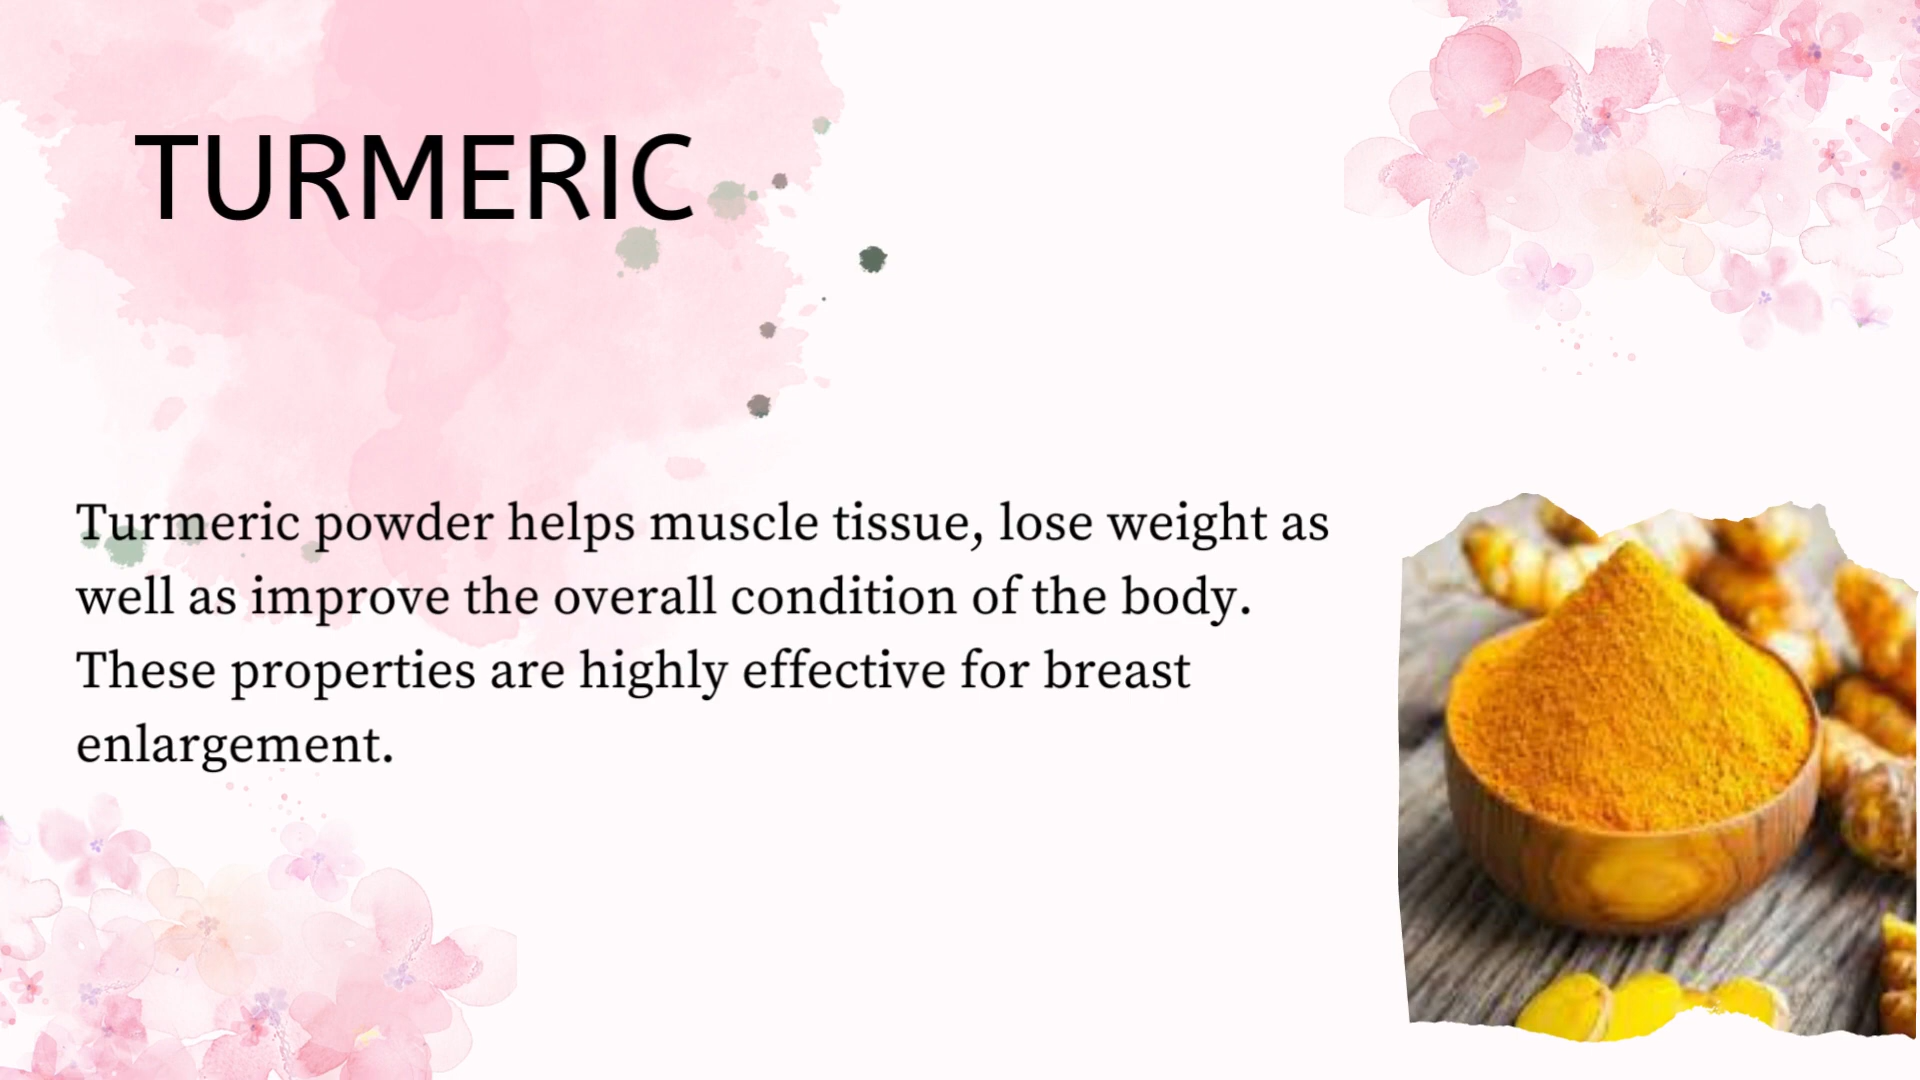 TURMERIC
Turmeric powder helps muscle tissue, lose weight as
well as improve the overall condition of the body.
These properties are highly effective for breast
enlargement.